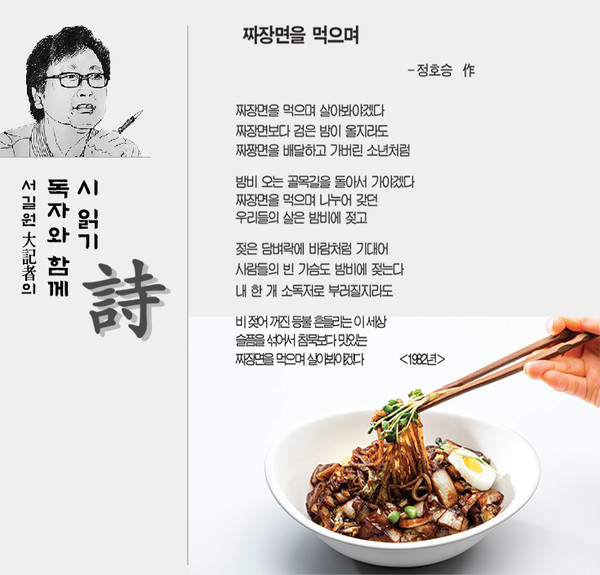 서길원 大記者의
독자와 함께
시 읽기
詩
짜장면을 먹으며
- 정호승 作
짜장면을 먹으며 살아봐야겠다
짜장면보다 검은 밤이 올지라도
짜짱면을 배달하고 가버린 소년처럼
밤비 오는 골목길을 돌아서 가야겠다
짜장면을 먹으며 나누어 갖던
우리들의 삶은 밤비에 젖고
젖은 담벼락에 바람처럼 기대어
사람들의 빈 가슴도 밤비에 젖는다
내 한 개 소독저로 부러질지라도
비 젖어 꺼진 등불 흔들리는 이 세상
슬픔을 섞어서 침묵보다 맛있는
짜장면을 먹으며 살아봐야겠다 <1982년>